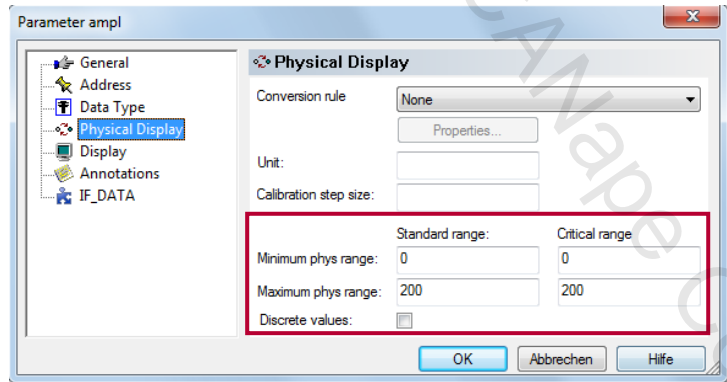 Parameter ampl
General
Address
Data Type
Physical Display
Display
Annotations
IF_DATA
Physical Display
Conversion rule
None
Properties...
Unit:
Calibration step size:
Standard range:
Critical range
Minimum phys range:
0
0
Maximum phys range:
200
200
Discrete values:
OK
Abbrechen
Hilfe
CANape